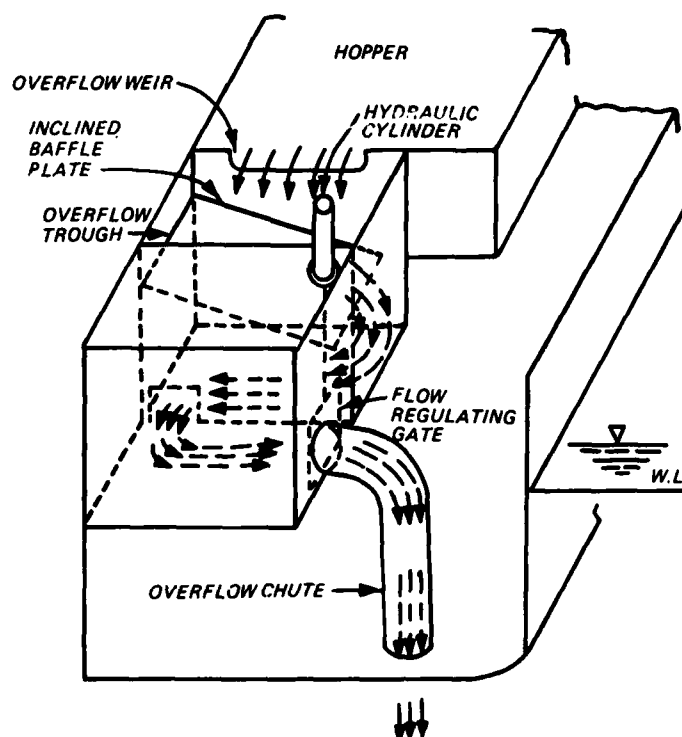 HOPPER
OVERFLOW WEIR
HYDRAULIC
CYLINDER
INCLINED
BAFFLE
PLATE
OVERFLOW
TROUGH
FLOW
REGULATING
GATE
W.L
OVERFLOW CHUTE